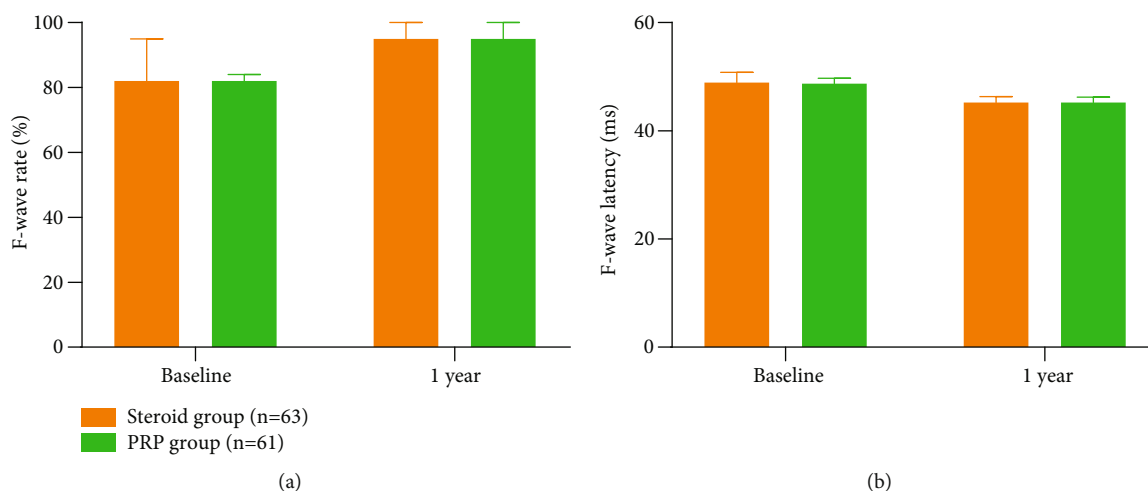 F-wave rate (%)
100
80
60
40
20
0
Baseline
1 year
Steroid group (n=63)
PRP group (n=61)
(a)
F-wave latency (ms)
60
40
20
0
Baseline
1 year
(b)